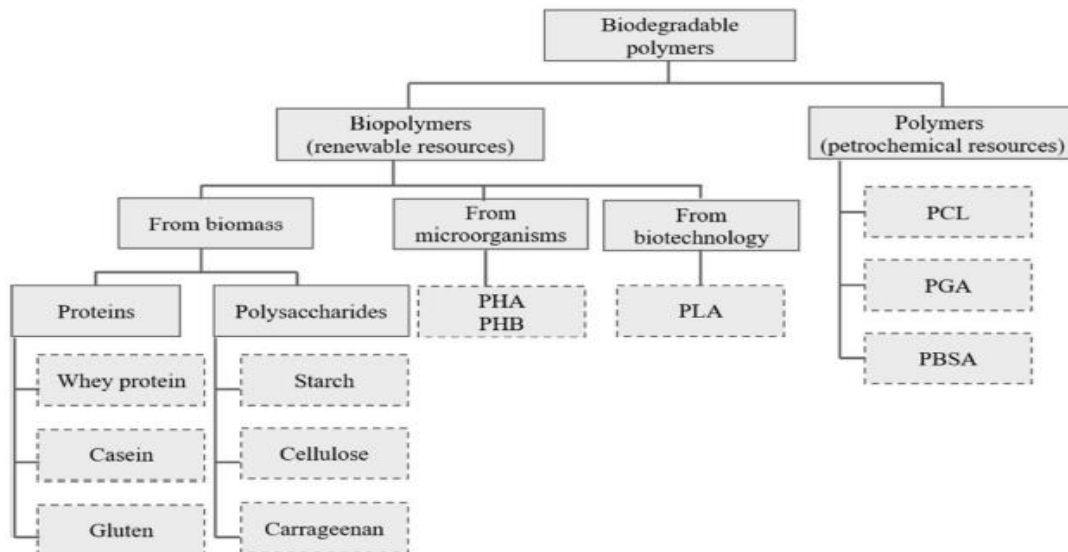 Biodegradable
polymers
Biopolymers
(renewable resources)
Polymers
(petrochemical resources)
From biomass
From
microorganisms
From
biotechnology
PCL
PGA
PBSA
Proteins
Polysaccharides
PHA
PHB
PLA
Whey protein
Starch
Casein
Cellulose
Gluten
Carrageenan